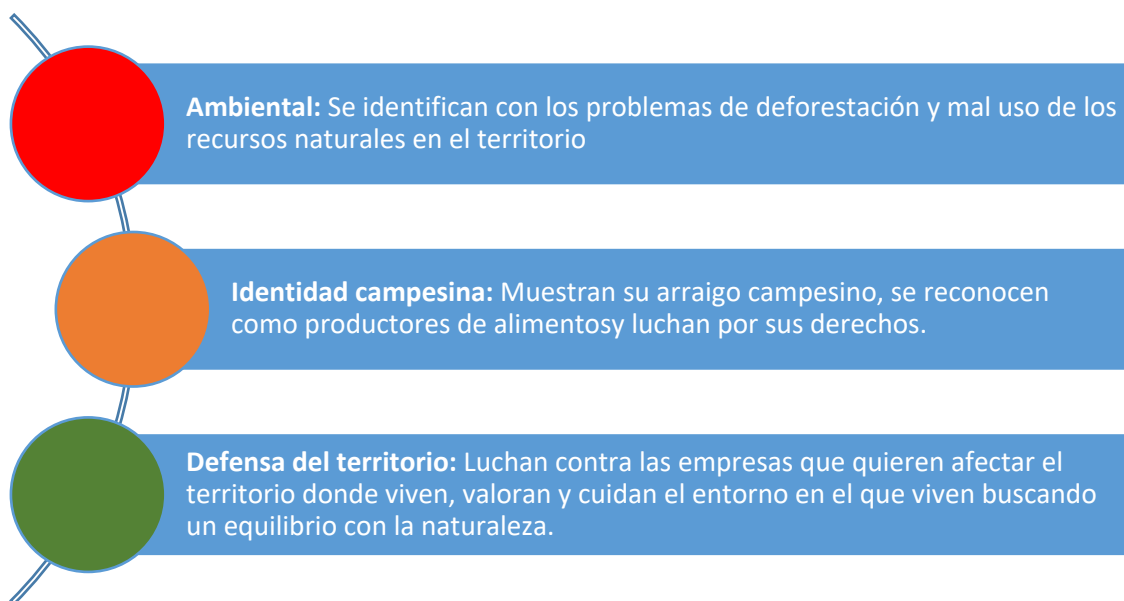 Ambiental: Se identifican con los problemas de deforestación y mal uso de los
recursos naturales en el territorio
Identidad campesina: Muestran su arraigo campesino, se reconocen
como productores de alimentosy luchan por sus derechos.
Defensa del territorio: Luchan contra las empresas que quieren afectar el
territorio donde viven, valoran y cuidan el entorno en el que viven buscando
un equilibrio con la naturaleza.